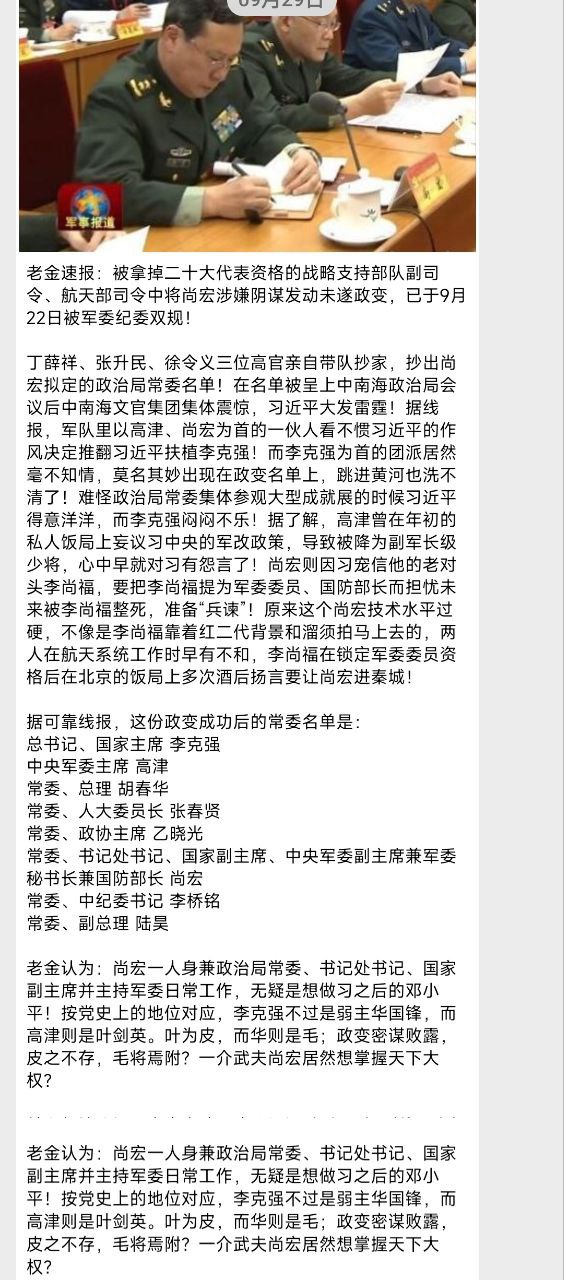 09月29日
军事报道
老金速报：被拿掉二十大代表资格的战略支持部队副司
令、航天部司令中将尚宏涉嫌阴谋发动未遂政变，已于9月
22日被军委纪委双规！
丁薛祥、张升民、徐令义三位高官亲自带队抄家，抄出尚
宏拟定的政治局常委名单！在名单被呈上中南海政治局会
议后中南海文官集团集体震惊，习近平大发雷霆！据线
报，军队里以高津、尚宏为首的一伙人看不惯习近平的作
风决定推翻习近平扶植李克强！而李克强为首的团派居然
毫不知情，莫名其妙出现在政变名单上，跳进黄河也洗不
清了！难怪政治局常委集体参观大型成就展的时候习近平
得意洋洋，而李克强闷闷不乐！据了解，高津曾在年初的
私人饭局上妄议习中央的军改政策，导致被降为副军长级
少将，心中早就对习有怨言了！尚宏则因习宠信他的老对
头李尚福，要把李尚福提为军委委员、国防部长而担忧未
来被李尚福整死，准备“兵谏”！原来这个尚宏技术水平过
硬，不像是李尚福靠着红二代背景和溜须拍马上去的，两
人在航天系统工作时早有不和，李尚福在锁定军委委员资
格后在北京的饭局上多次酒后扬言要让尚宏进秦城！
据可靠线报，这份政变成功后的常委名单是：
总书记、国家主席 李克强
中央军委主席 高津
常委、总理 胡春华
常委、人大委员长 张春贤
常委、政协主席 乙晓光
常委、书记处书记、国家副主席、中央军委副主席兼军委
秘书长兼国防部长 尚宏
常委、中纪委书记 李桥铭
常委、副总理 陆昊
老金认为：尚宏一人身兼政治局常委、书记处书记、国家
副主席并主持军委日常工作，无疑是想做习之后的邓小
平！按党史上的地位对应，李克强不过是弱主华国锋，而
高津则是叶剑英。叶为皮，而华则是毛；政变密谋败露，
皮之不存，毛将焉附？一介武夫尚宏居然想掌握天下大
权？
老金认为：尚宏一人身兼政治局常委、书记处书记、国家
副主席并主持军委日常工作，无疑是想做习之后的邓小
平！按党史上的地位对应，李克强不过是弱主华国锋，而
高津则是叶剑英。叶为皮，而华则是毛；政变密谋败露，
皮之不存，毛将焉附？一介武夫尚宏居然想掌握天下大
权？